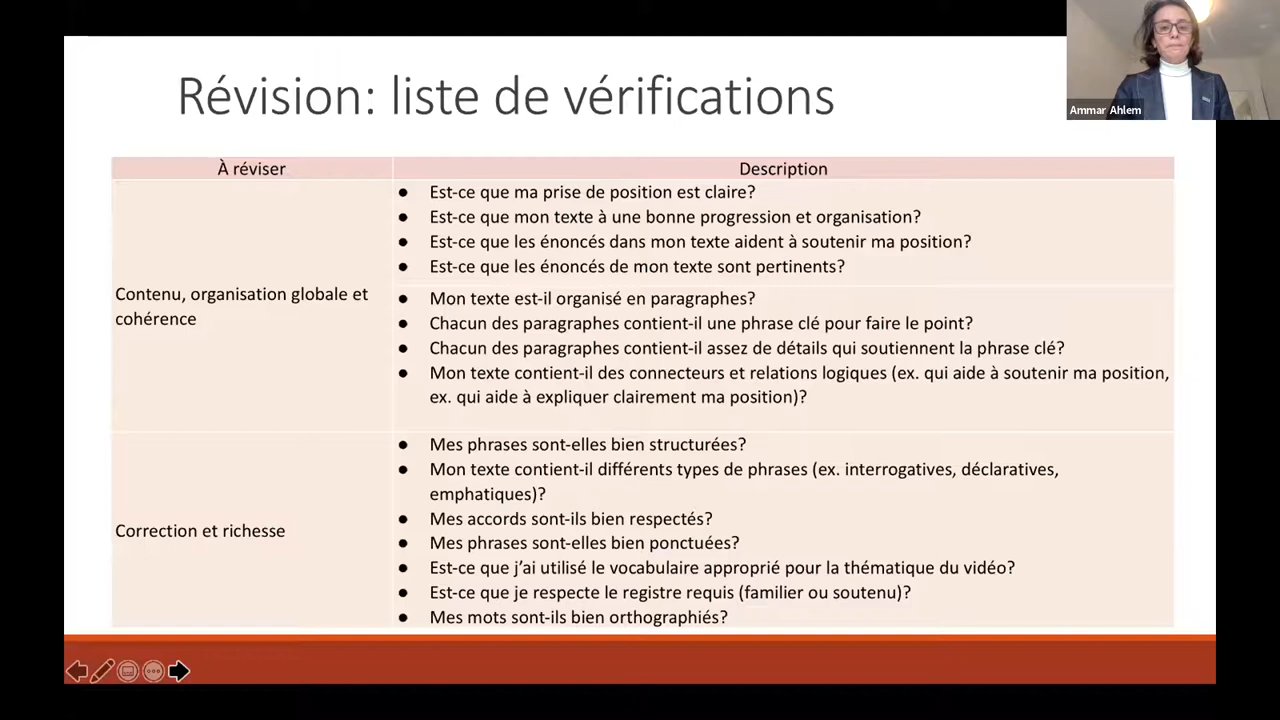 Révision: liste de vérifications
Ammar Ahlem
À réviser
Description
Contenu, organisation globale et
cohérence
● Est-ce que ma prise de position est claire?
● Est-ce que mon texte à une bonne progression et organisation?
● Est-ce que les énoncés dans mon texte aident à soutenir ma position?
● Est-ce que les énoncés de mon texte sont pertinents?
● Mon texte est-il organisé en paragraphes?
● Chacun des paragraphes contient-il une phrase clé pour faire le point?
● Chacun des paragraphes contient-il assez de détails qui soutiennent la phrase clé?
● Mon texte contient-il des connecteurs et relations logiques (ex. qui aide à soutenir ma position,
ex. qui aide à expliquer clairement ma position)?
Correction et richesse
● Mes phrases sont-elles bien structurées?
● Mon texte contient-il différents types de phrases (ex. interrogatives, déclaratives,
emphatiques)?
● Mes accords sont-ils bien respectés?
● Mes phrases sont-elles bien ponctuées?
● Est-ce que j’ai utilisé le vocabulaire approprié pour la thématique du vidéo?
● Est-ce que je respecte le registre requis (familier ou soutenu)?
● Mes mots sont-ils bien orthographiés?